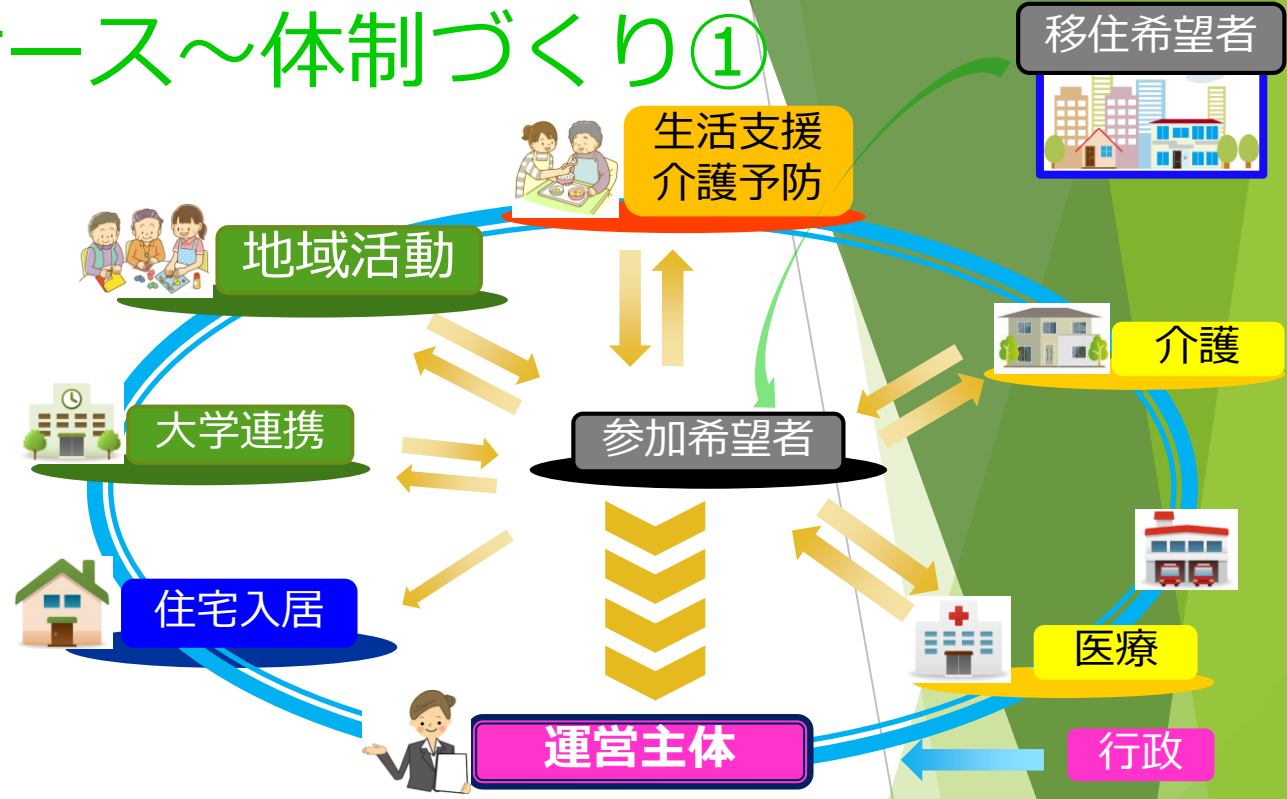 ース～体制づくり①
移住希望者
生活支援
介護予防
地域活動
介護
大学連携
参加希望者
住宅入居
医療
運営主体
行政